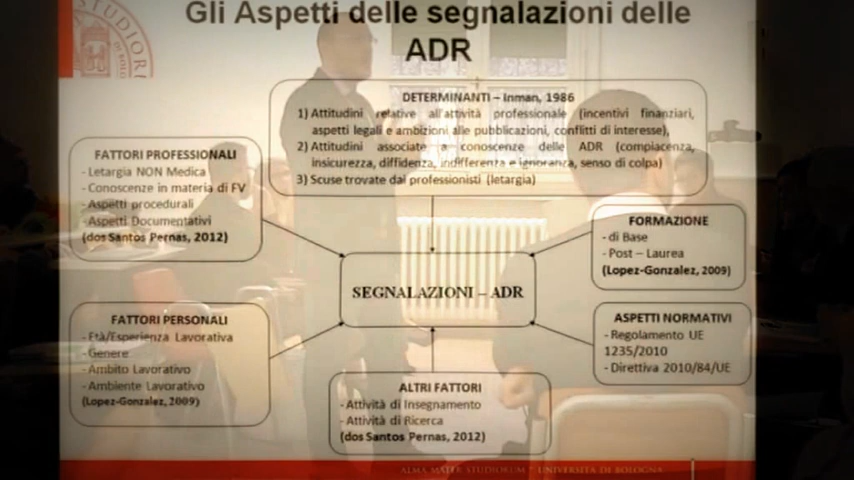 Gli Aspetti delle segnalazioni delle
ADR
STUDIORUM
DETERMINANTI – Inman, 1986
1) Attitudini relative all'attività professionale (incentivi finanziari,
aspetti legali e ambizioni alle pubblicazioni, conflitti di interesse),
2) Attitudini associate a conoscenze delle ADR (compiacenza,
insicurezza, diffidenza, indifferenza e ignoranza, senso di colpa)
3) Scuse trovate dai professionisti (letargia)
FATTORI PROFESSIONALI
- Letargia NON Medica
- Conoscenze in materia di FV
- Aspetti procedurali
- Aspetti Documentativi
(dos Santos Pernas, 2012)
FORMAZIONE
- di Base
- Post – Laurea
(Lopez-Gonzalez, 2009)
SEGNALAZIONI – ADR
FATTORI PERSONALI
- Età/Esperienza Lavorativa
- Genere
- Ambito Lavorativo
- Ambiente Lavorativo
(Lopez-Gonzalez, 2009)
ASPETTI NORMATIVI
- Regolamento UE
1235/2010
- Direttiva 2010/84/UE
ALTRI FATTORI
- Attività di Insegnamento
- Attività di Ricerca
(dos Santos Pernas, 2012)
ALMA MATER STUDIORUM - UNIVERSITÀ DI BOLOGNA